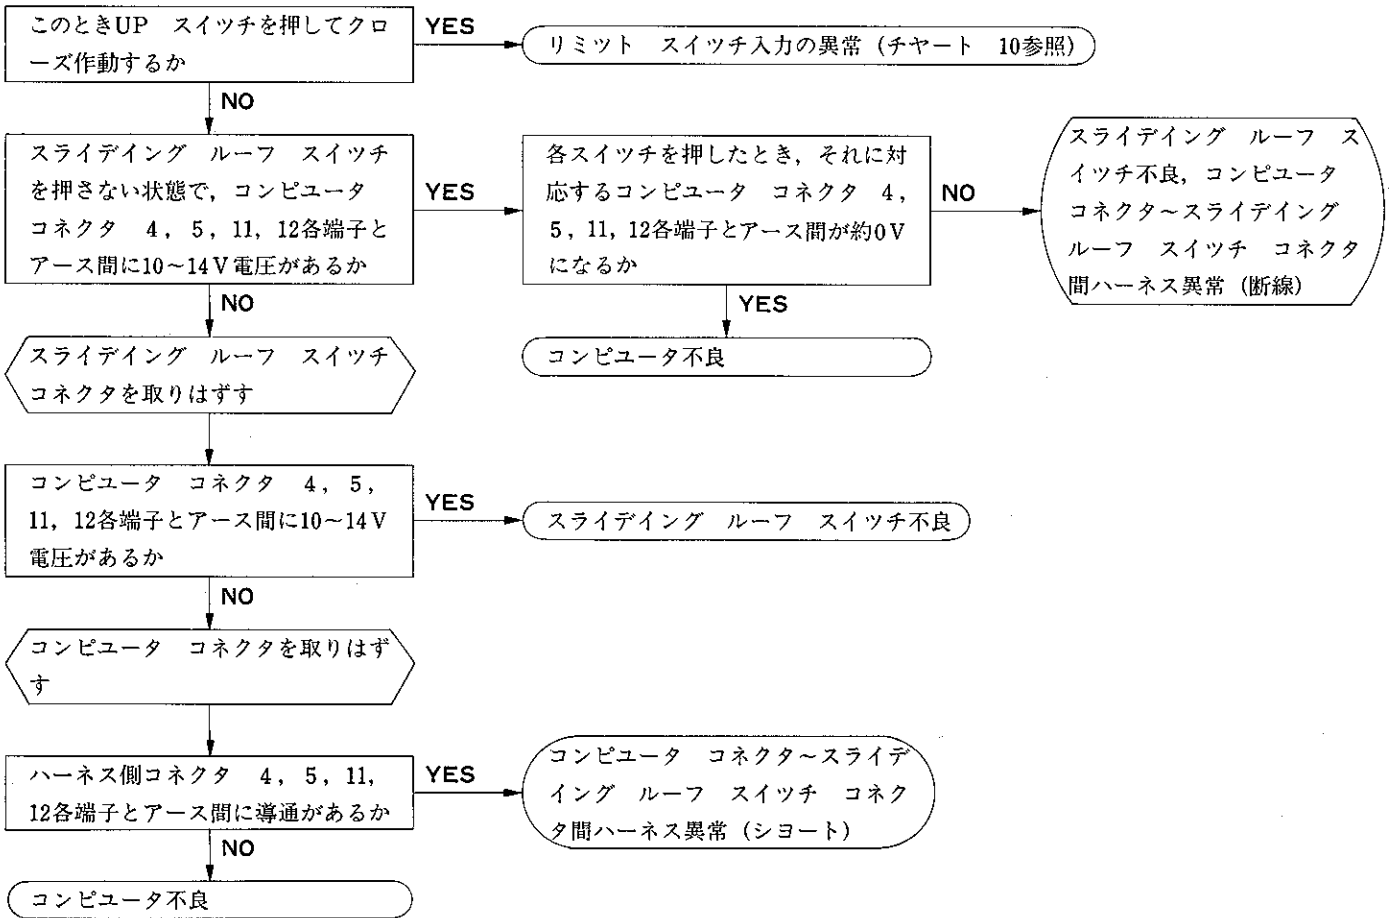 このときUP　スイッチを押してクロ
ーズ作動するか
YES
リミット　スイッチ入力の異常（チヤート　10参照）
NO
スライデイング　ルーフ　スイッチ
を押さない状態で，コンピユータ
コネクタ　4，5，11，12各端子と
アース間に10～14V電圧があるか
YES
各スイッチを押したとき，それに対
応するコンピユータ　コネクタ　4，
5，11，12各端子とアース間が約0V
になるか
NO
スライデイング　ルーフ　ス
イツチ不良，コンピユータ
コネクタ～スライデイング
ルーフ　スイッチ　コネクタ
間ハーネス異常（断線）
YES
コンピユータ不良
NO
スライデイング　ルーフ　スイツチ
コネクタを取りはずす
コンピユータ　コネクタ　4，5，
11，12各端子とアース間に10～14V
電圧があるか
YES
スライデイング　ルーフ　スイツチ不良
NO
コンピユータ　コネクタを取りはず
す
ハーネス側コネクタ　4，5，11，
12各端子とアース間に導通があるか
YES
コンピユータ　コネクタ～スライデ
イング　ルーフ　スイッチ　コネク
タ間ハーネス異常（シヨート）
NO
コンピユータ不良